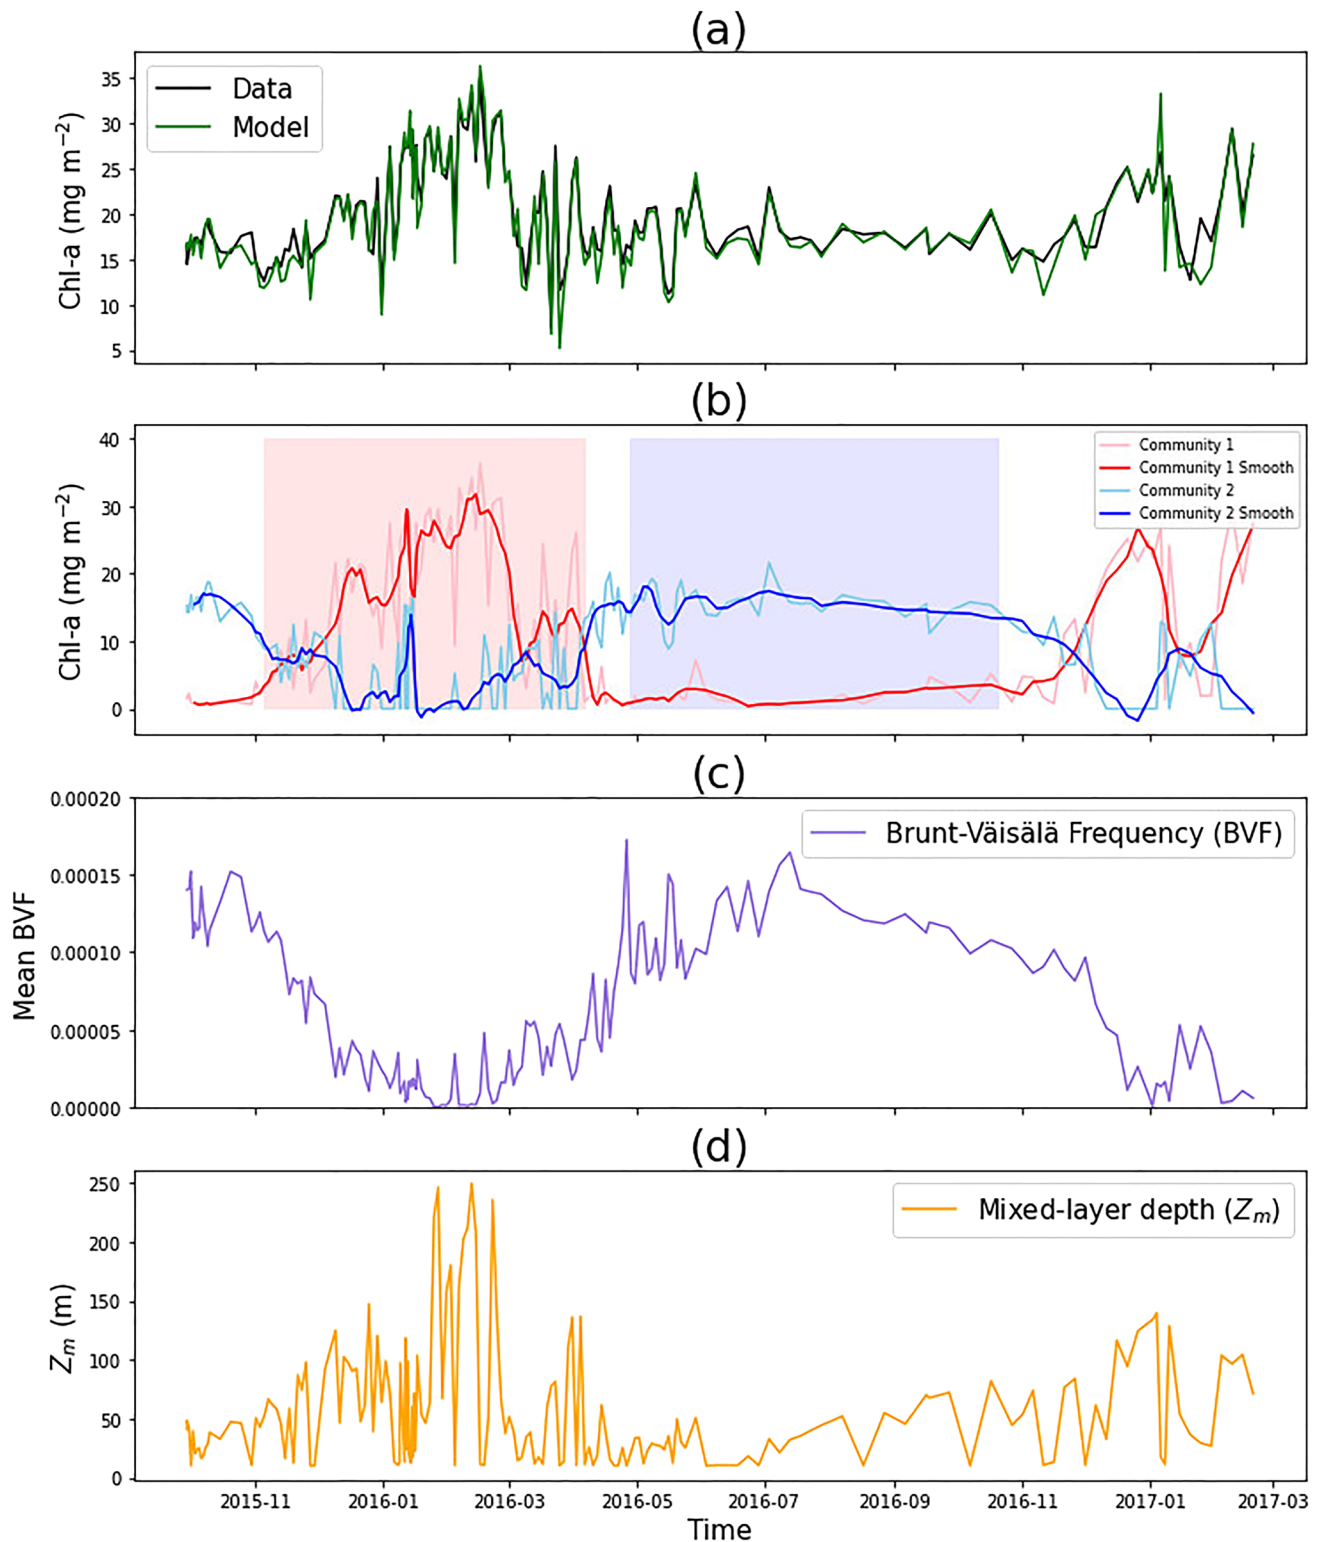 (a)
Chl-a (mg m−2)
35
30
25
20
15
10
5
Data
Model
(b)
Chl-a (mg m−2)
40
30
20
10
0
Community 1
Community 1 Smooth
Community 2
Community 2 Smooth
(c)
Mean BVF
0.00020
0.00015
0.00010
0.00005
0.00000
Brunt-Väisälä Frequency (BVF)
(d)
Zm (m)
250
200
150
100
50
0
Mixed-layer depth (Zm)
2015-11 2016-01 2016-03 2016-05 2016-07 2016-09 2016-11 2017-01 2017-03
Time